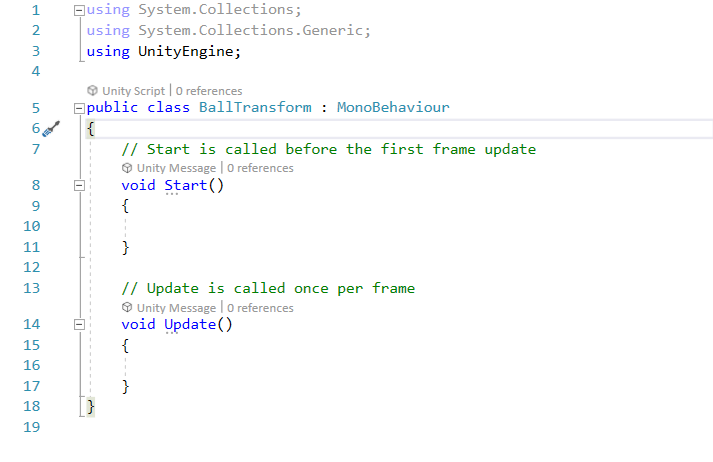 1 using System.Collections;
2 using System.Collections.Generic;
3 using UnityEngine;
4
Unity Script | 0 references
5 public class BallTransform : MonoBehaviour
6 {
7 // Start is called before the first frame update
Unity Message | 0 references
8 void Start()
9 {
10
11 }
12
13 // Update is called once per frame
Unity Message | 0 references
14 void Update()
15 {
16
17 }
18 }
19